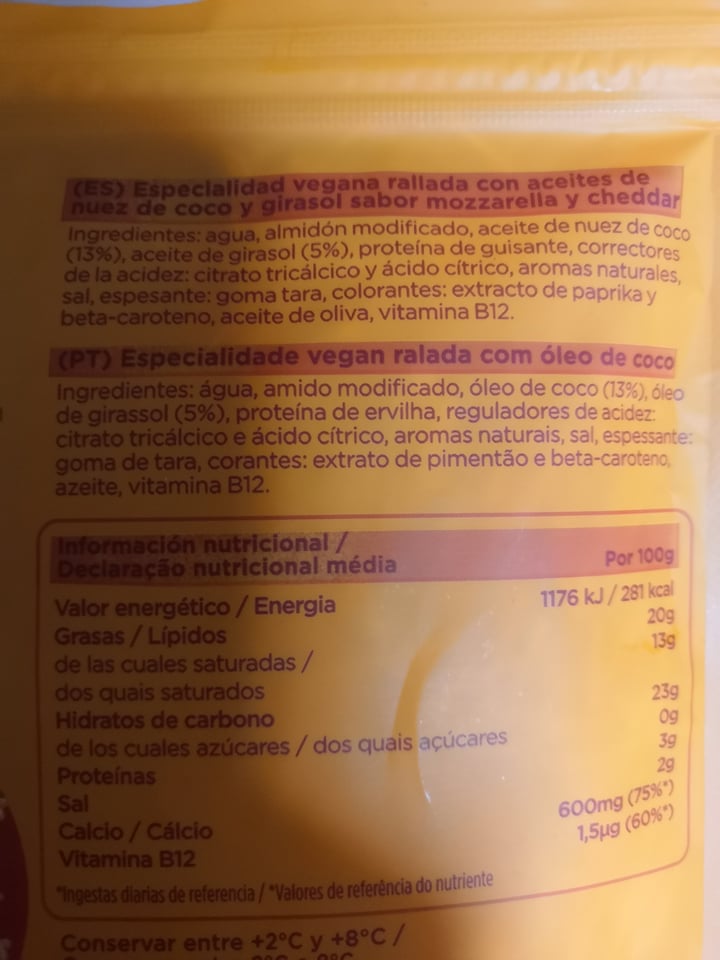 (ES) Especialidad vegana rallada con aceites de
nuez de coco y girasol sabor mozzarella y cheddar
Ingredientes: agua, almidón modificado, aceite de nuez de coco
(13%), aceite de girasol (5%), proteína de guisante, correctores
de la acidez: citrato tricálcico y ácido cítrico, aromas naturales,
sal, espesante: goma tara, colorantes: extracto de paprika y
beta-caroteno, aceite de oliva, vitamina B12.
(PT) Especialidade vegan ralada com óleo de coco
Ingredientes: água, amido modificado, óleo de coco (13%), óleo
de girassol (5%), proteína de ervilha, reguladores de acidez:
citrato tricálcico e ácido cítrico, aromas naturais, sal, espessante:
goma de tara, corantes: extrato de pimentão e beta-caroteno,
azeite, vitamina B12.
Información nutricional /
Declaração nutricional média Por 100g
Valor energético / Energia 1176 kJ / 281 kcal
Grasas / Lípidos 20g
de las cuales saturadas / 13g
dos quais saturados
Hidratos de carbono 23g
de los cuales azúcares / dos quais açúcares 0g
Proteínas 3g
Sal 2g
Calcio / Cálcio 600mg (75%*)
Vitamina B12 1,5µg (60%*)
*Ingestas diarias de referencia / *Valores de referência do nutriente
Conservar entre +2°C y +8°C /